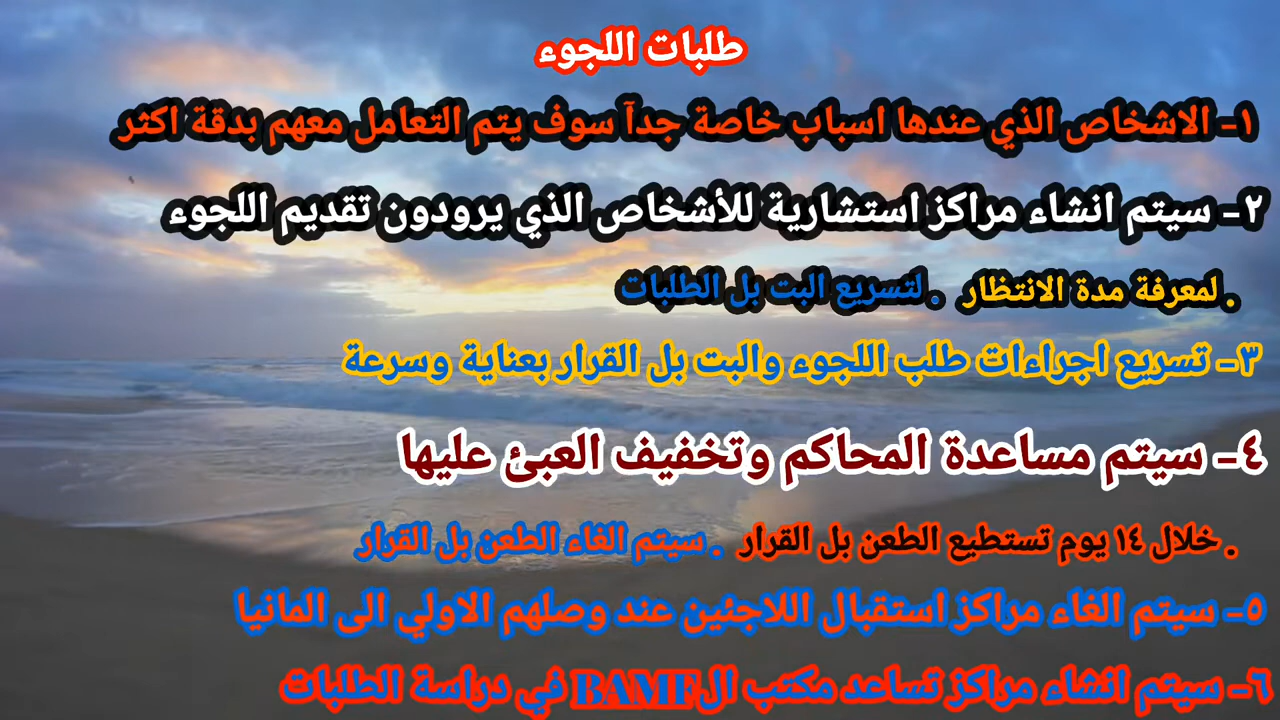 طلبات اللجوء
١- الاشخاص الذي عندها اسباب خاصة جدآ سوف يتم التعامل معهم بدقة اكثر
٢- سيتم انشاء مراكز استشارية للأشخاص الذي يرودون تقديم اللجوء
. لمعرفة مدة الانتظار . لتسريع البت بل الطلبات
٣- تسريع اجراءات طلب اللجوء والبت بل القرار بعناية وسرعة
٤- سيتم مساعدة المحاكم وتخفيف العبئ عليها
. خلال ١٤ يوم تستطيع الطعن بل القرار . سيتم الغاء الطعن بل القرار
٥- سيتم الغاء مراكز استقبال اللاجئين عند وصلهم الاولي الى المانيا
٦- سيتم انشاء مراكز تساعد مكتب الBAMF في دراسة الطلبات